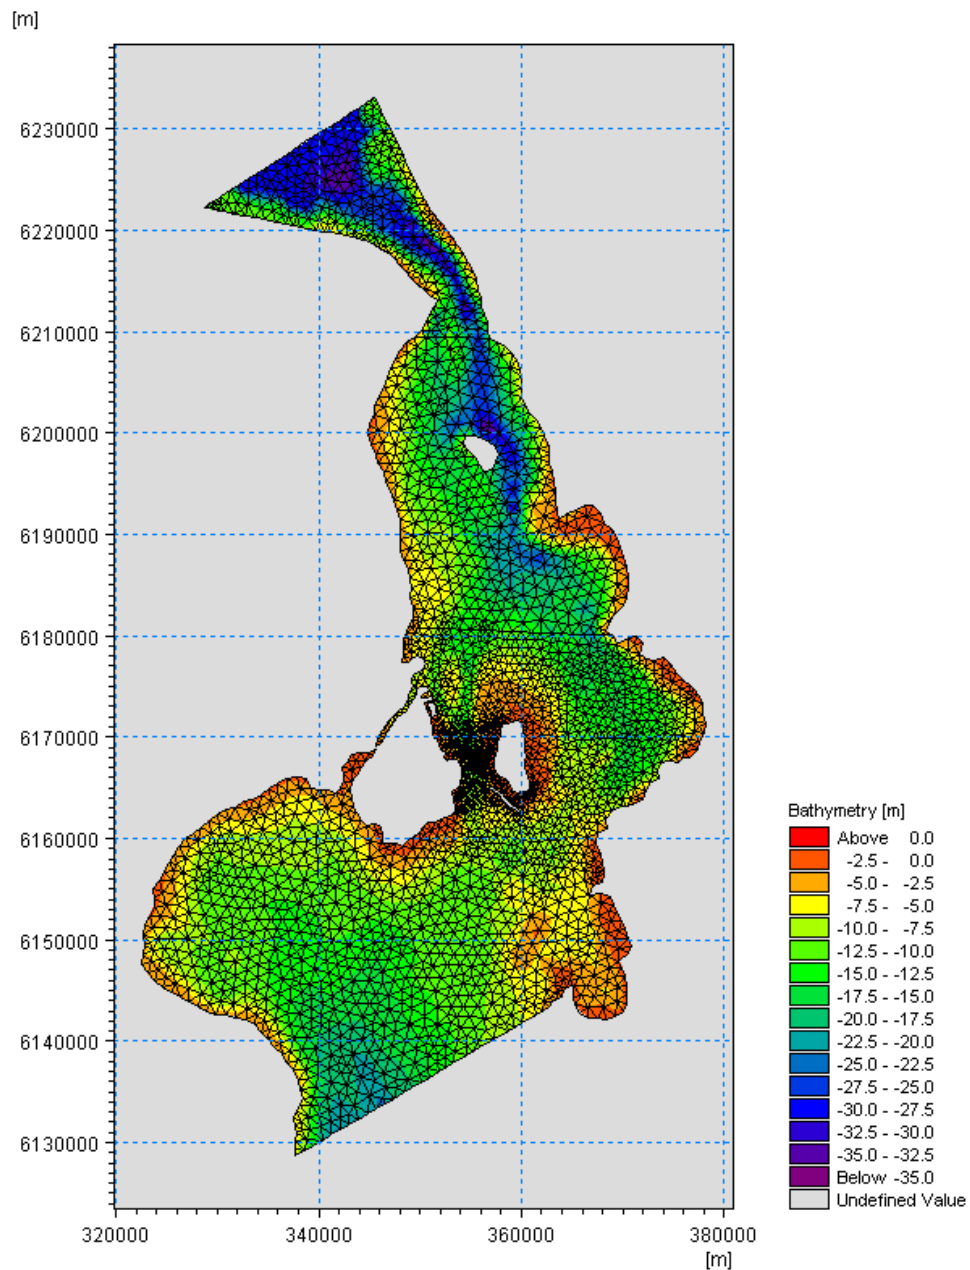 [m]
6230000
6220000
6210000
6200000
6190000
6180000
6170000
6160000
6150000
6140000
6130000
320000 340000 360000 380000
[m]
Bathymetry [m]
Above 0.0
-2.5 - 0.0
-5.0 - -2.5
-7.5 - -5.0
-10.0 - -7.5
-12.5 - -10.0
-15.0 - -12.5
-17.5 - -15.0
-20.0 - -17.5
-22.5 - -20.0
-25.0 - -22.5
-27.5 - -25.0
-30.0 - -27.5
-32.5 - -30.0
-35.0 - -32.5
Below -35.0
Undefined Value